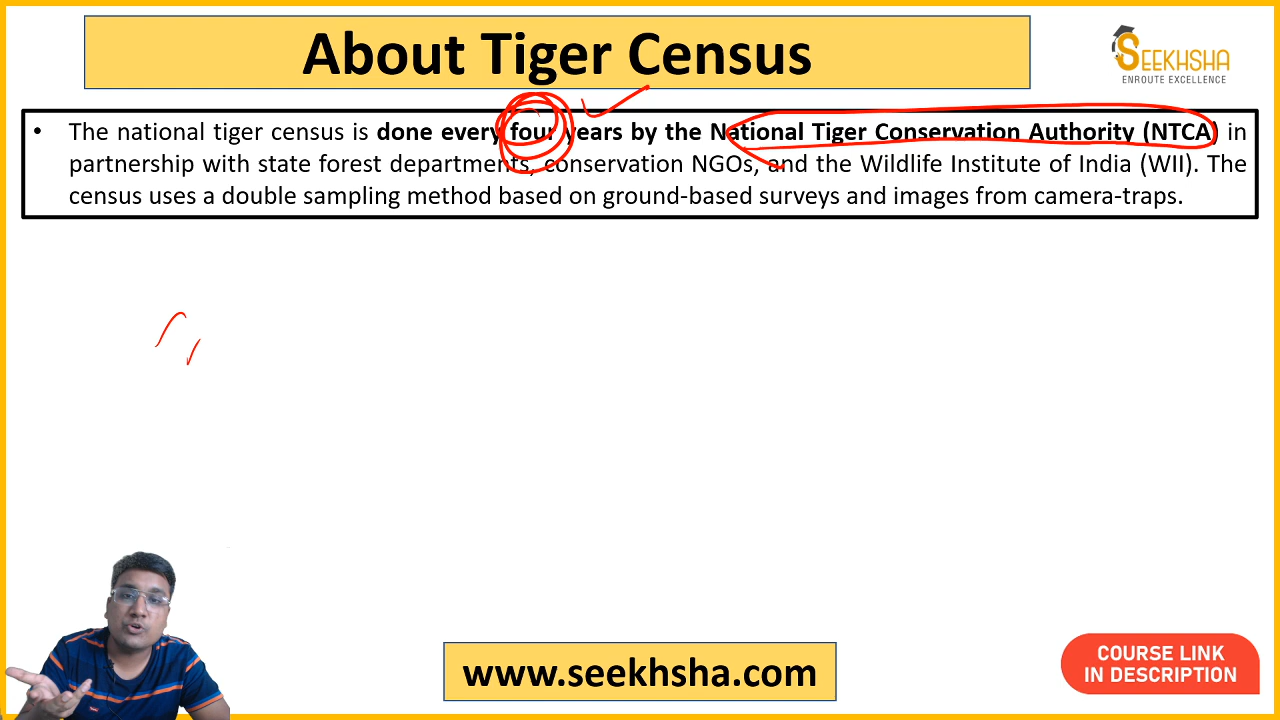 About Tiger Census
SEEKHSHA
ENROUTE EXCELLENCE
• The national tiger census is done every four years by the National Tiger Conservation Authority (NTCA) in
partnership with state forest departments, conservation NGOs, and the Wildlife Institute of India (WII). The
census uses a double sampling method based on ground-based surveys and images from camera-traps.
www.seekhsha.com
COURSE LINK
IN DESCRIPTION